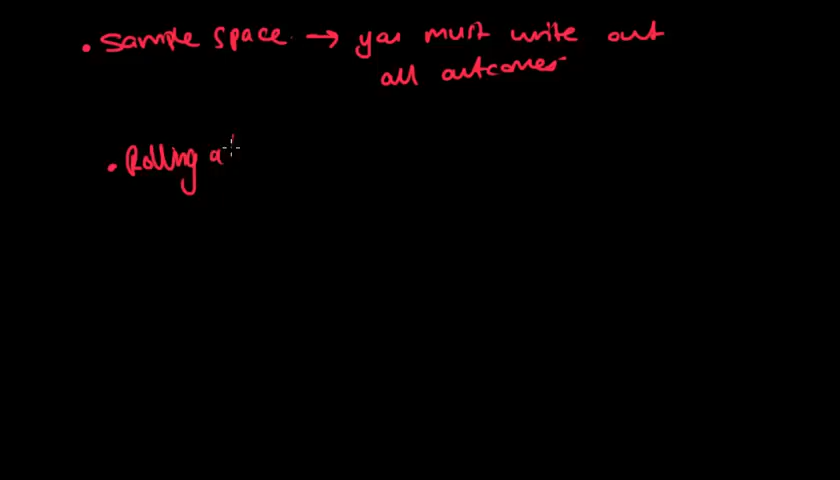 • Sample space → you must write out
all outcomes
• Rolling a